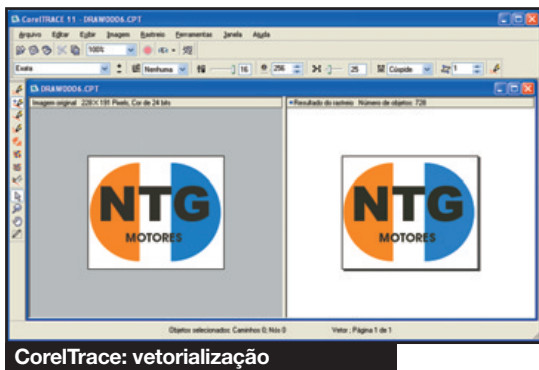 CorelTRACE 11 - DRAW0006.CPT
Arquivo Editar Exibir Imagem Rastreio Ferramentas Janela Ajuda
100%
Exata Nenhuma 16 256 25 Cúspide 1
DRAW0006.CPT
Imagem original 228X191 Pixels, Cor de 24 bits
Resultado do rastreio Número de objetos: 728
NTG
MOTORES
NTG
MOTORES
Objetos selecionados: Caminhos 0; Nós 0 Vetor ; Página 1 de 1
CorelTrace: vetorialização